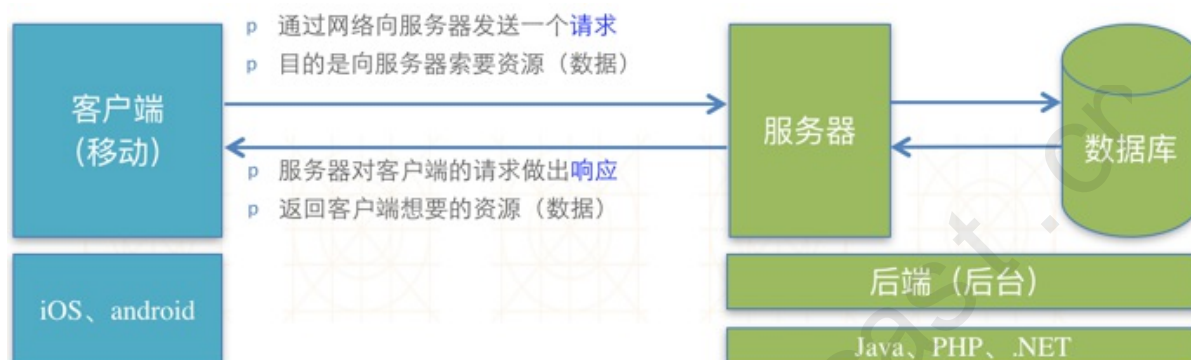 p 通过网络向服务器发送一个请求
p 目的是向服务器索要资源（数据）
客户端
（移动）
服务器
数据库
p 服务器对客户端的请求做出响应
p 返回客户端想要的资源（数据）
iOS、android
后端（后台）
Java、PHP、.NET